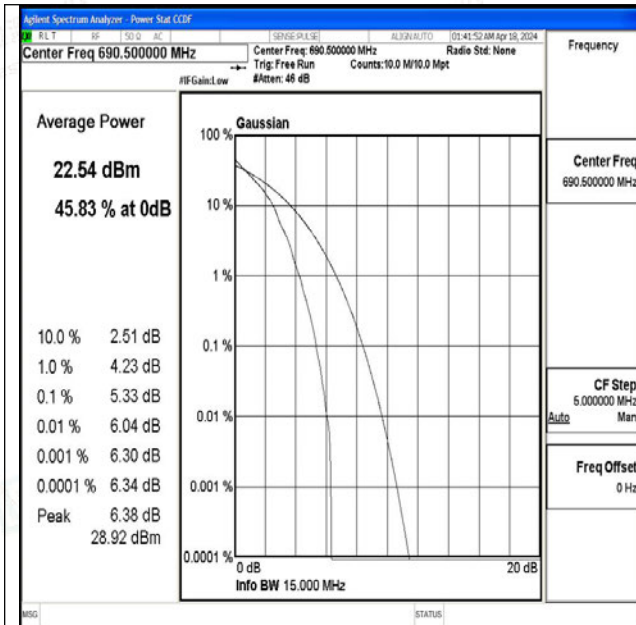 Agilent Spectrum Analyzer - Power Stat CCDF
RL T RF 50 Ω AC SENSE:PULSE ALIGNAUTO 01:41:52 AM Apr 18, 2024
Center Freq 690.500000 MHz
Center Freq: 690.500000 MHz Radio Std: None
Trig: Free Run Counts:10.0 M/10.0 Mpt
#IFGain:Low #Atten: 46 dB
Frequency
Average Power
22.54 dBm
45.83 % at 0dB
10.0 % 2.51 dB
1.0 % 4.23 dB
0.1 % 5.33 dB
0.01 % 6.04 dB
0.001 % 6.30 dB
0.0001 % 6.34 dB
Peak 6.38 dB
28.92 dBm
Gaussian
100 %
10 %
1 %
0.1 %
0.01 %
0.001 %
0.0001 %
0 dB 20 dB
Info BW 15.000 MHz
Center Freq
690.500000 MHz
CF Step
5.000000 MHz
Auto Man
Freq Offset
0 Hz
MSG STATUS